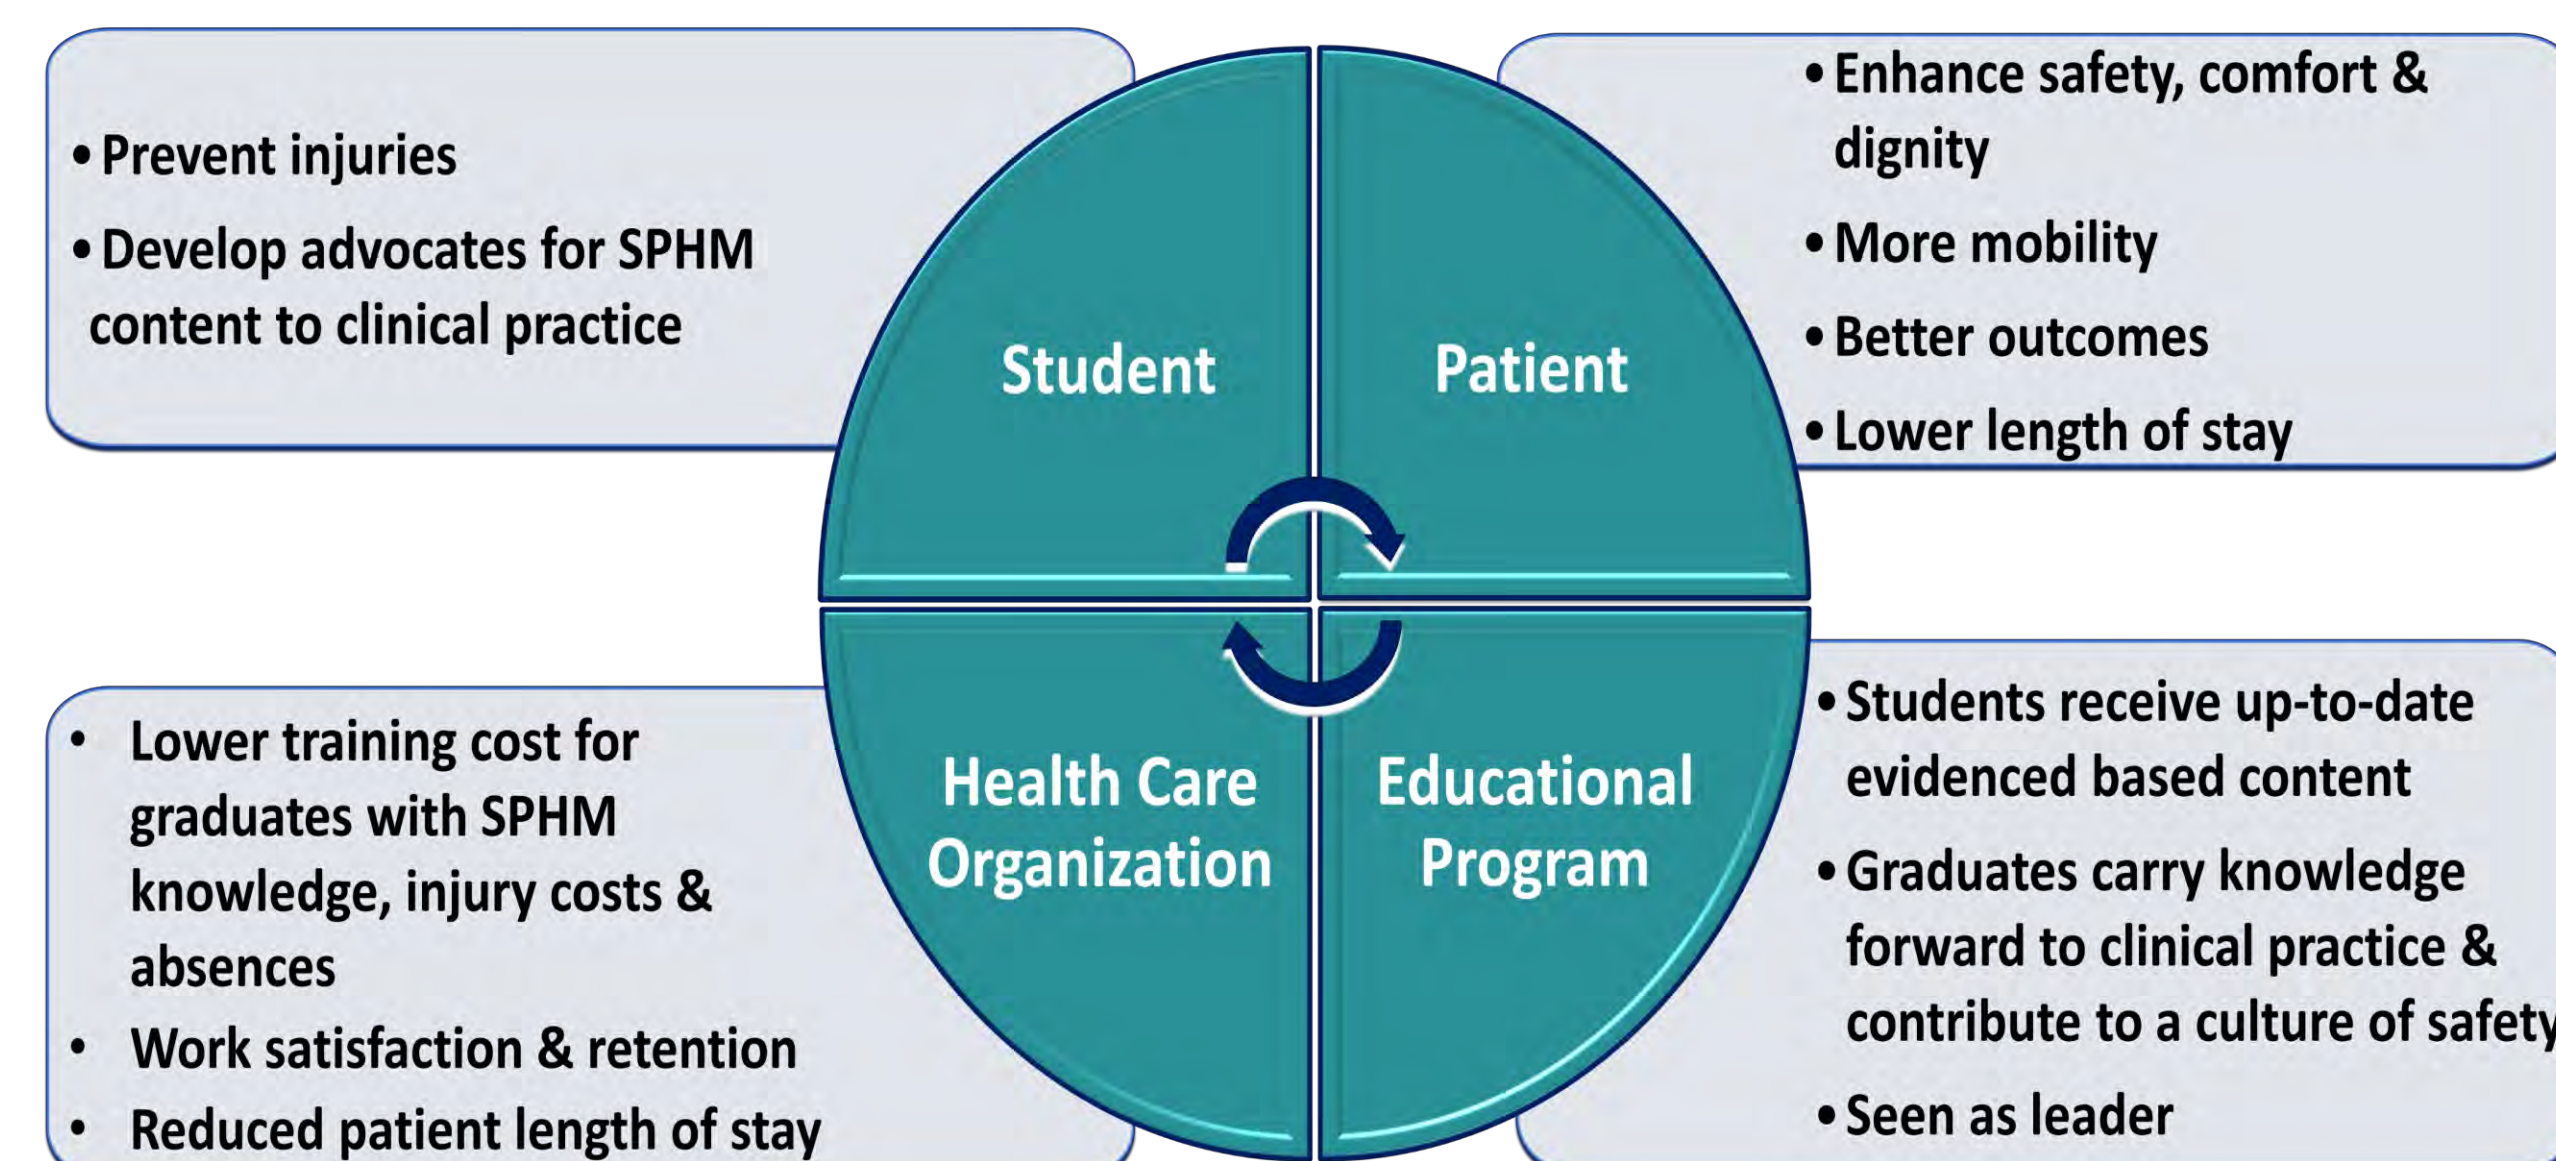 • Prevent injuries
• Develop advocates for SPHM
content to clinical practice
Student
Patient
• Enhance safety, comfort &
dignity
• More mobility
• Better outcomes
• Lower length of stay
• Lower training cost for
graduates with SPHM
knowledge, injury costs &
absences
• Work satisfaction & retention
• Reduced patient length of stay
Health Care
Organization
Educational
Program
• Students receive up-to-date
evidenced based content
• Graduates carry knowledge
forward to clinical practice &
contribute to a culture of safety
• Seen as leader